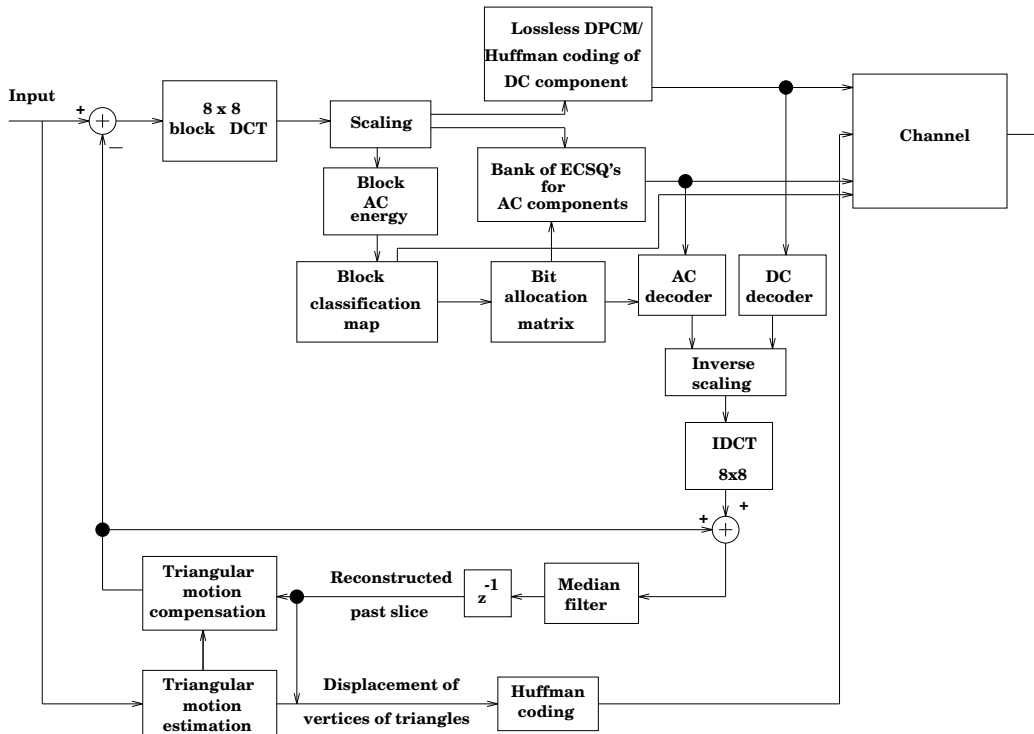 Input
+
+
—
8 x 8
block DCT
Scaling
Lossless DPCM/
Huffman coding of
DC component
Channel
Block
AC
energy
Bank of ECSQ's
for
AC components
Block
classification
map
Bit
allocation
matrix
AC
decoder
DC
decoder
Inverse
scaling
IDCT
8x8
+
+
+
Triangular
motion
compensation
Reconstructed
past slice
z-1
Median
filter
Triangular
motion
estimation
Displacement of
vertices of triangles
Huffman
coding